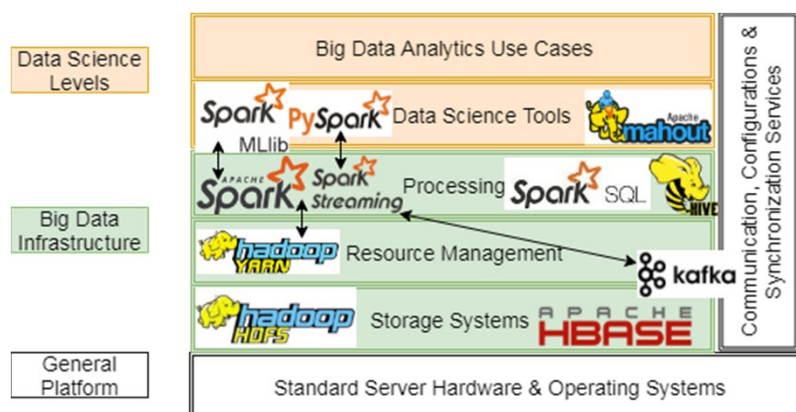 Data Science
Levels
Big Data Analytics Use Cases
Spark
MLlib
PySpark
Data Science Tools
Apache
mahout
Big Data
Infrastructure
APACHE
Spark
Spark
Streaming
Processing
Spark SQL
HIVE
hadoop
YARN
Resource Management
kafka
hadoop
HDFS
Storage Systems
APACHE
HBASE
General
Platform
Standard Server Hardware & Operating Systems
Communication, Configurations &
Synchronization Services